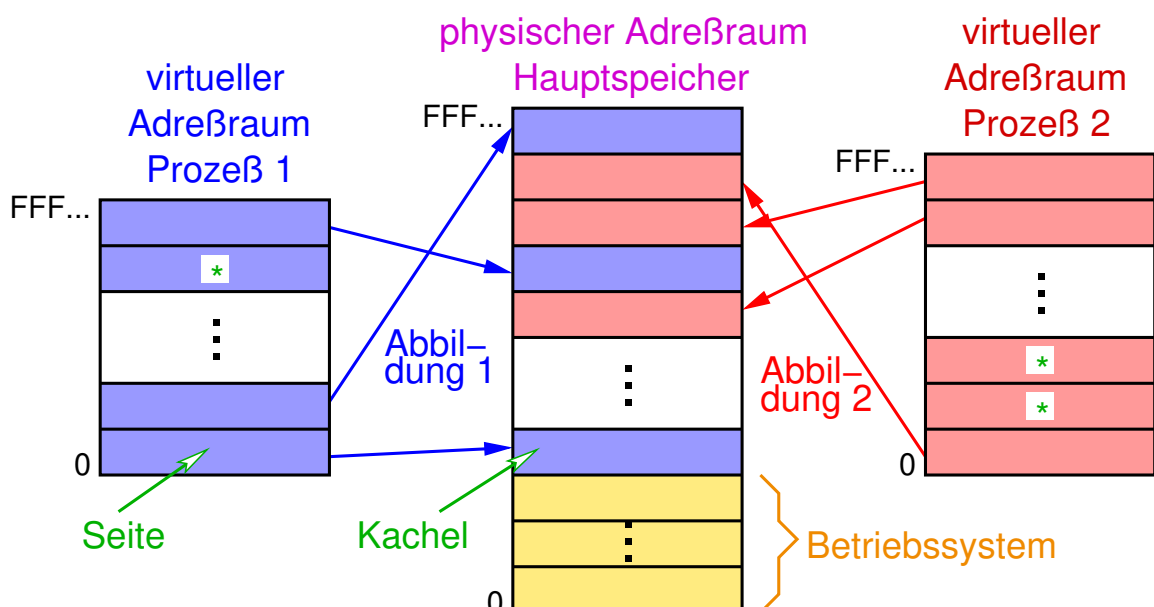 physischer Adreßraum
Hauptspeicher
virtueller
Adreßraum
Prozeß 1
virtueller
Adreßraum
Prozeß 2
FFF...
FFF...
FFF...
*
*
*
Abbil–
dung 1
Abbil–
dung 2
0
0
Seite
Kachel
Betriebssystem
0